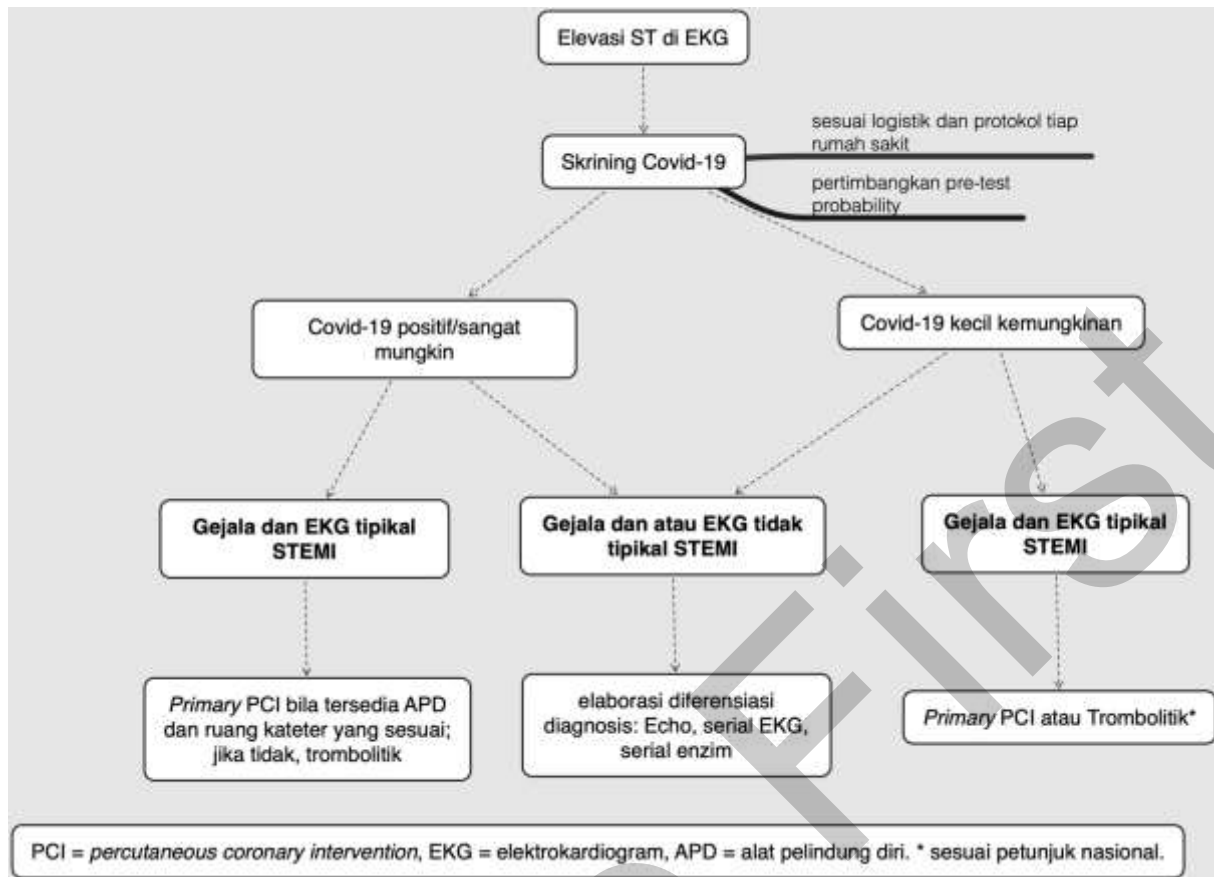 Elevasi ST di EKG
sesuai logistik dan protokol tiap
rumah sakit
Skrining Covid-19
pertimbangkan pre-test
probability
Covid-19 positif/sangat
mungkin
Covid-19 kecil kemungkinan
Gejala dan EKG tipikal
STEMI
Gejala dan atau EKG tidak
tipikal STEMI
Gejala dan EKG tipikal
STEMI
Primary PCI bila tersedia APD
dan ruang kateter yang sesuai;
jika tidak, trombolitik
elaborasi diferensiasi
diagnosis: Echo, serial EKG,
serial enzim
Primary PCI atau Trombolitik*
PCI = percutaneous coronary intervention, EKG = elektrokardiogram, APD = alat pelindung diri. * sesuai petunjuk nasional.
First